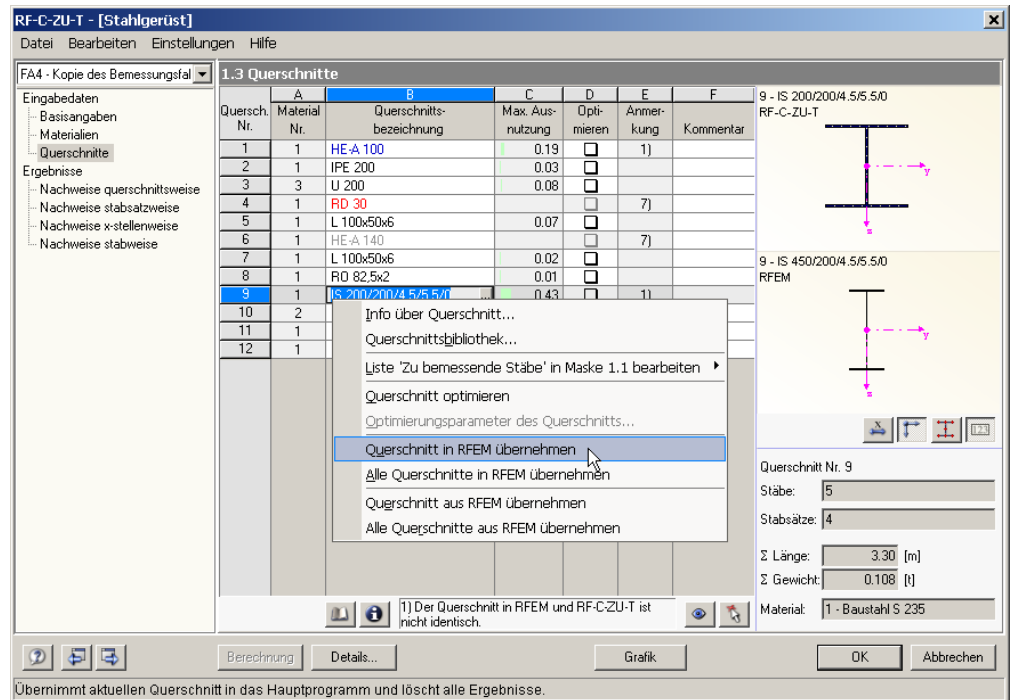 RF-C-ZU-T - [Stahlgerüst]
Datei Bearbeiten Einstellungen Hilfe
FA4 - Kopie des Bemessungsfal
Eingabedaten
Basisangaben
Materialien
Querschnitte
Ergebnisse
Nachweise querschnittsweise
Nachweise stabsatzweise
Nachweise x-stellenweise
Nachweise stabweise
1.3 Querschnitte
A B C D E F
Quersch. Material Querschnitts- Max. Aus- Opti- Anmer-
Nr. Nr. bezeichnung nutzung mieren kung Kommentar
1 1 HE-A 100 0.19 1)
2 1 IPE 200 0.03
3 3 U 200 0.08
4 1 RD 30 7)
5 1 L 100x50x6 0.07
6 1 HE-A 140 7)
7 1 L 100x50x6 0.02
8 1 RO 82,5x2 0.01
9 1 IS 200/200/4.5/5.5/0 ... 0.43 1)
10 2
11 1
12 1
Info über Querschnitt...
Querschnittsbibliothek...
Liste 'Zu bemessende Stäbe' in Maske 1.1 bearbeiten
Querschnitt optimieren
Optimierungsparameter des Querschnitts...
Querschnitt in RFEM übernehmen
Alle Querschnitte in RFEM übernehmen
Querschnitt aus RFEM übernehmen
Alle Querschnitte aus RFEM übernehmen
1) Der Querschnitt in RFEM und RF-C-ZU-T ist
nicht identisch.
9 - IS 200/200/4.5/5.5/0
RF-C-ZU-T
y
z
9 - IS 450/200/4.5/5.5/0
RFEM
y
z
Querschnitt Nr. 9
Stäbe: 5
Stabsätze: 4
Σ Länge: 3.30 [m]
Σ Gewicht: 0.108 [t]
Material: 1 - Baustahl S 235
Berechnung Details... Grafik OK Abbrechen
Übernimmt aktuellen Querschnitt in das Hauptprogramm und löscht alle Ergebnisse.